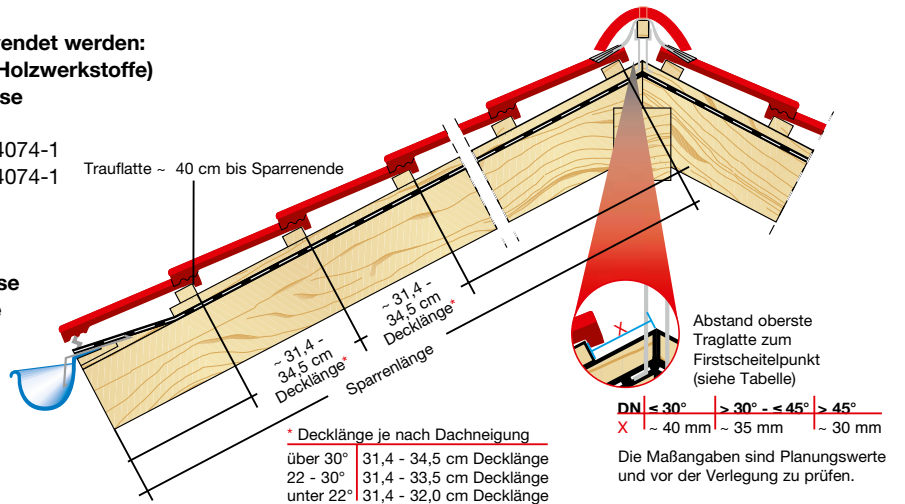 endet werden:
Holzwerkstoffe)
se
4074-1
4074-1
Trauflatte ~ 40 cm bis Sparrenende
se
~ 31,4 -
34,5 cm
Decklänge*
~ 31,4 -
34,5 cm
Decklänge*
Sparrenlänge
X
Abstand oberste
Traglatte zum
Firstscheitelpunkt
(siehe Tabelle)
DN ≤ 30° > 30° - ≤ 45° > 45°
X ~ 40 mm ~ 35 mm ~ 30 mm
Die Maßangaben sind Planungswerte
und vor der Verlegung zu prüfen.
* Decklänge je nach Dachneigung
über 30° 31,4 - 34,5 cm Decklänge
22 - 30° 31,4 - 33,5 cm Decklänge
unter 22° 31,4 - 32,0 cm Decklänge